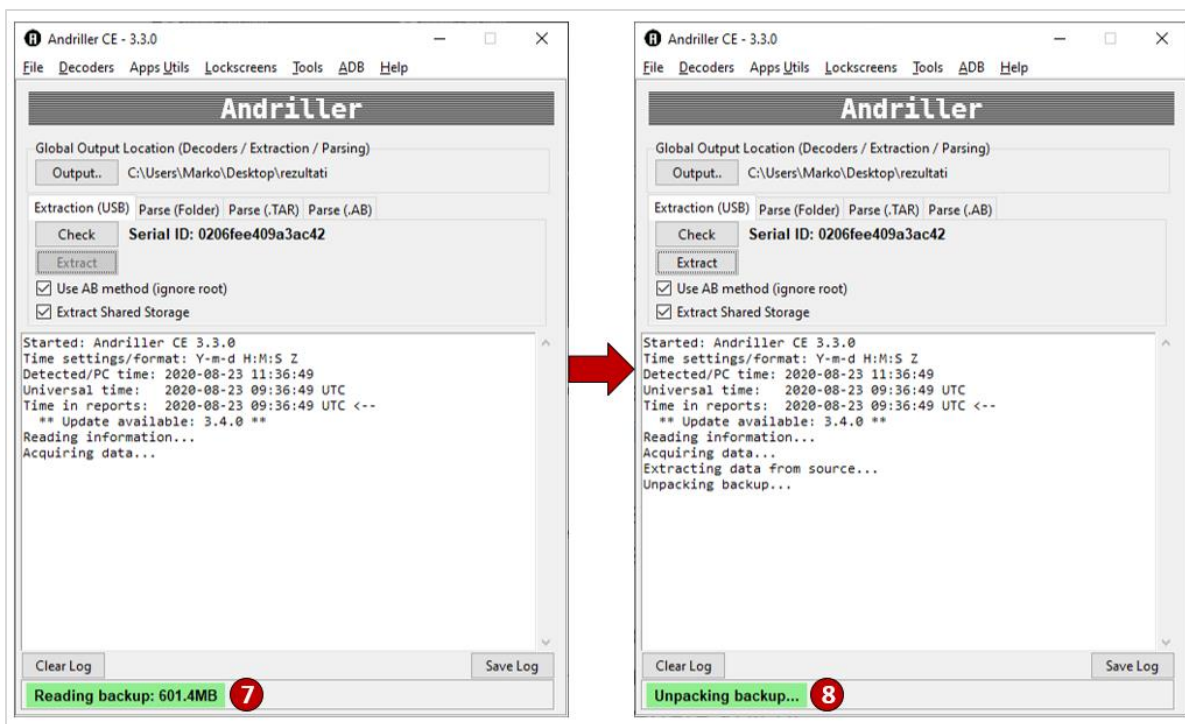 Andriller CE - 3.3.0
File Decoders Apps Utils Lockscreens Tools ADB Help
Andriller
Global Output Location (Decoders / Extraction / Parsing)
Output.. C:\Users\Marko\Desktop\rezultati
Extraction (USB) Parse (Folder) Parse (.TAR) Parse (.AB)
Check Serial ID: 0206fee409a3ac42
Extract
Use AB method (ignore root)
Extract Shared Storage
Started: Andriller CE 3.3.0
Time settings/format: Y-m-d H:M:S Z
Detected/PC time: 2020-08-23 11:36:49
Universal time: 2020-08-23 09:36:49 UTC
Time in reports: 2020-08-23 09:36:49 UTC <--
** Update available: 3.4.0 **
Reading information...
Acquiring data...
Clear Log Save Log
Reading backup: 601.4MB 7
Andriller CE - 3.3.0
File Decoders Apps Utils Lockscreens Tools ADB Help
Andriller
Global Output Location (Decoders / Extraction / Parsing)
Output.. C:\Users\Marko\Desktop\rezultati
Extraction (USB) Parse (Folder) Parse (.TAR) Parse (.AB)
Check Serial ID: 0206fee409a3ac42
Extract
Use AB method (ignore root)
Extract Shared Storage
Started: Andriller CE 3.3.0
Time settings/format: Y-m-d H:M:S Z
Detected/PC time: 2020-08-23 11:36:49
Universal time: 2020-08-23 09:36:49 UTC
Time in reports: 2020-08-23 09:36:49 UTC <--
** Update available: 3.4.0 **
Reading information...
Acquiring data...
Extracting data from source...
Unpacking backup...
Clear Log Save Log
Unpacking backup... 8